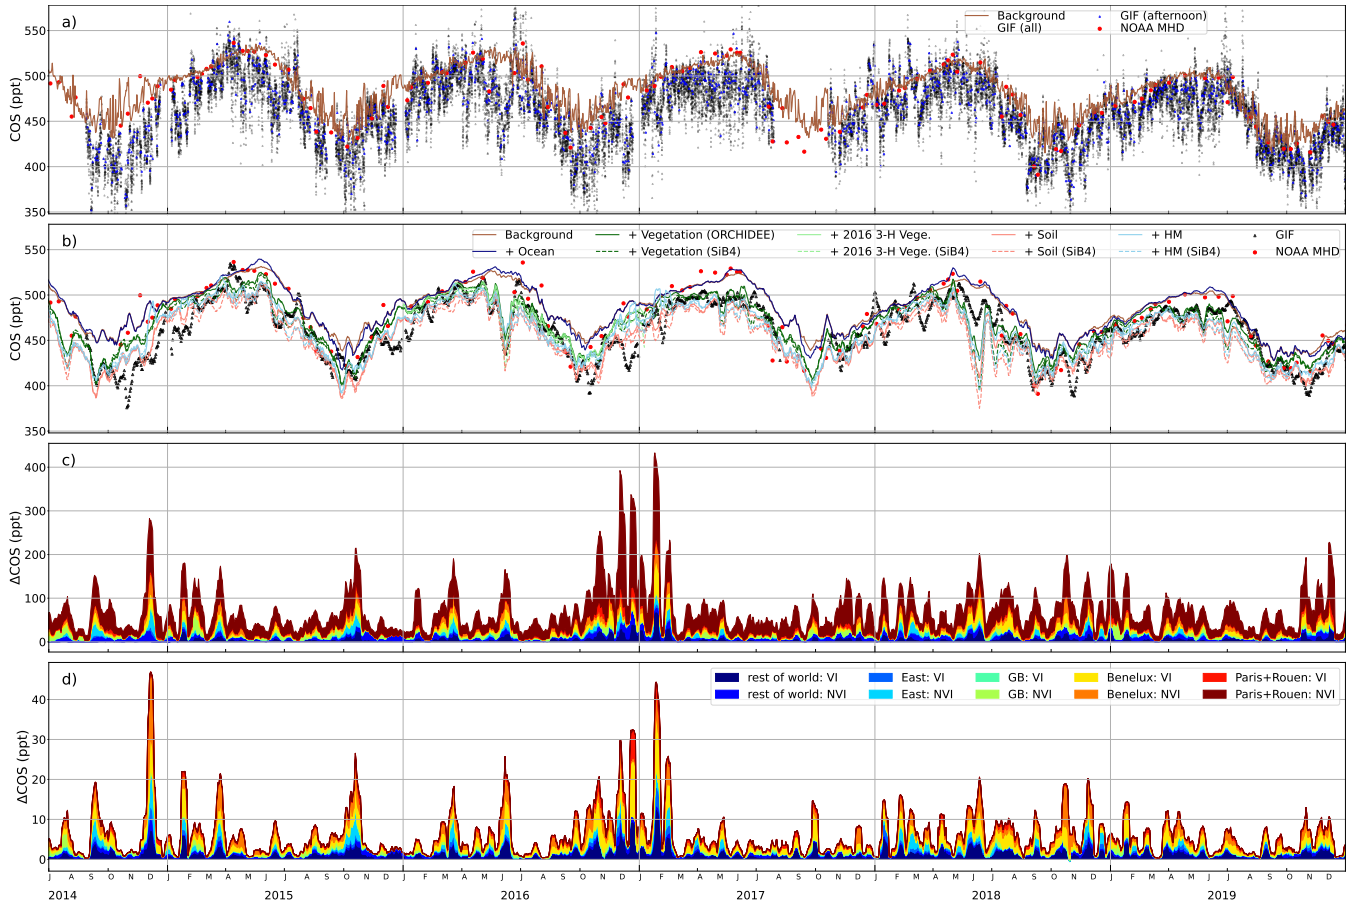 a)
Background
GIF (all)
GIF (afternoon)
NOAA MHD
550
500
450
400
350
COS (ppt)
b)
Background
+ Ocean
+ Vegetation (ORCHIDEE)
+ Vegetation (SiB4)
+ 2016 3-H Vege.
+ 2016 3-H Vege. (SiB4)
+ Soil
+ Soil (SiB4)
+ HM
+ HM (SiB4)
GIF
NOAA MHD
550
500
450
400
350
COS (ppt)
c)
400
300
200
100
0
ΔCOS (ppt)
d)
rest of world: VI
rest of world: NVI
East: VI
East: NVI
GB: VI
GB: NVI
Benelux: VI
Benelux: NVI
Paris+Rouen: VI
Paris+Rouen: NVI
40
30
20
10
0
ΔCOS (ppt)
J A S O N D J F M A M J J A S O N D J F M A M J J A S O N D J F M A M J J A S O N D J F M A M J J A S O N D J F M A M J J A S O N D
2014 2015 2016 2017 2018 2019